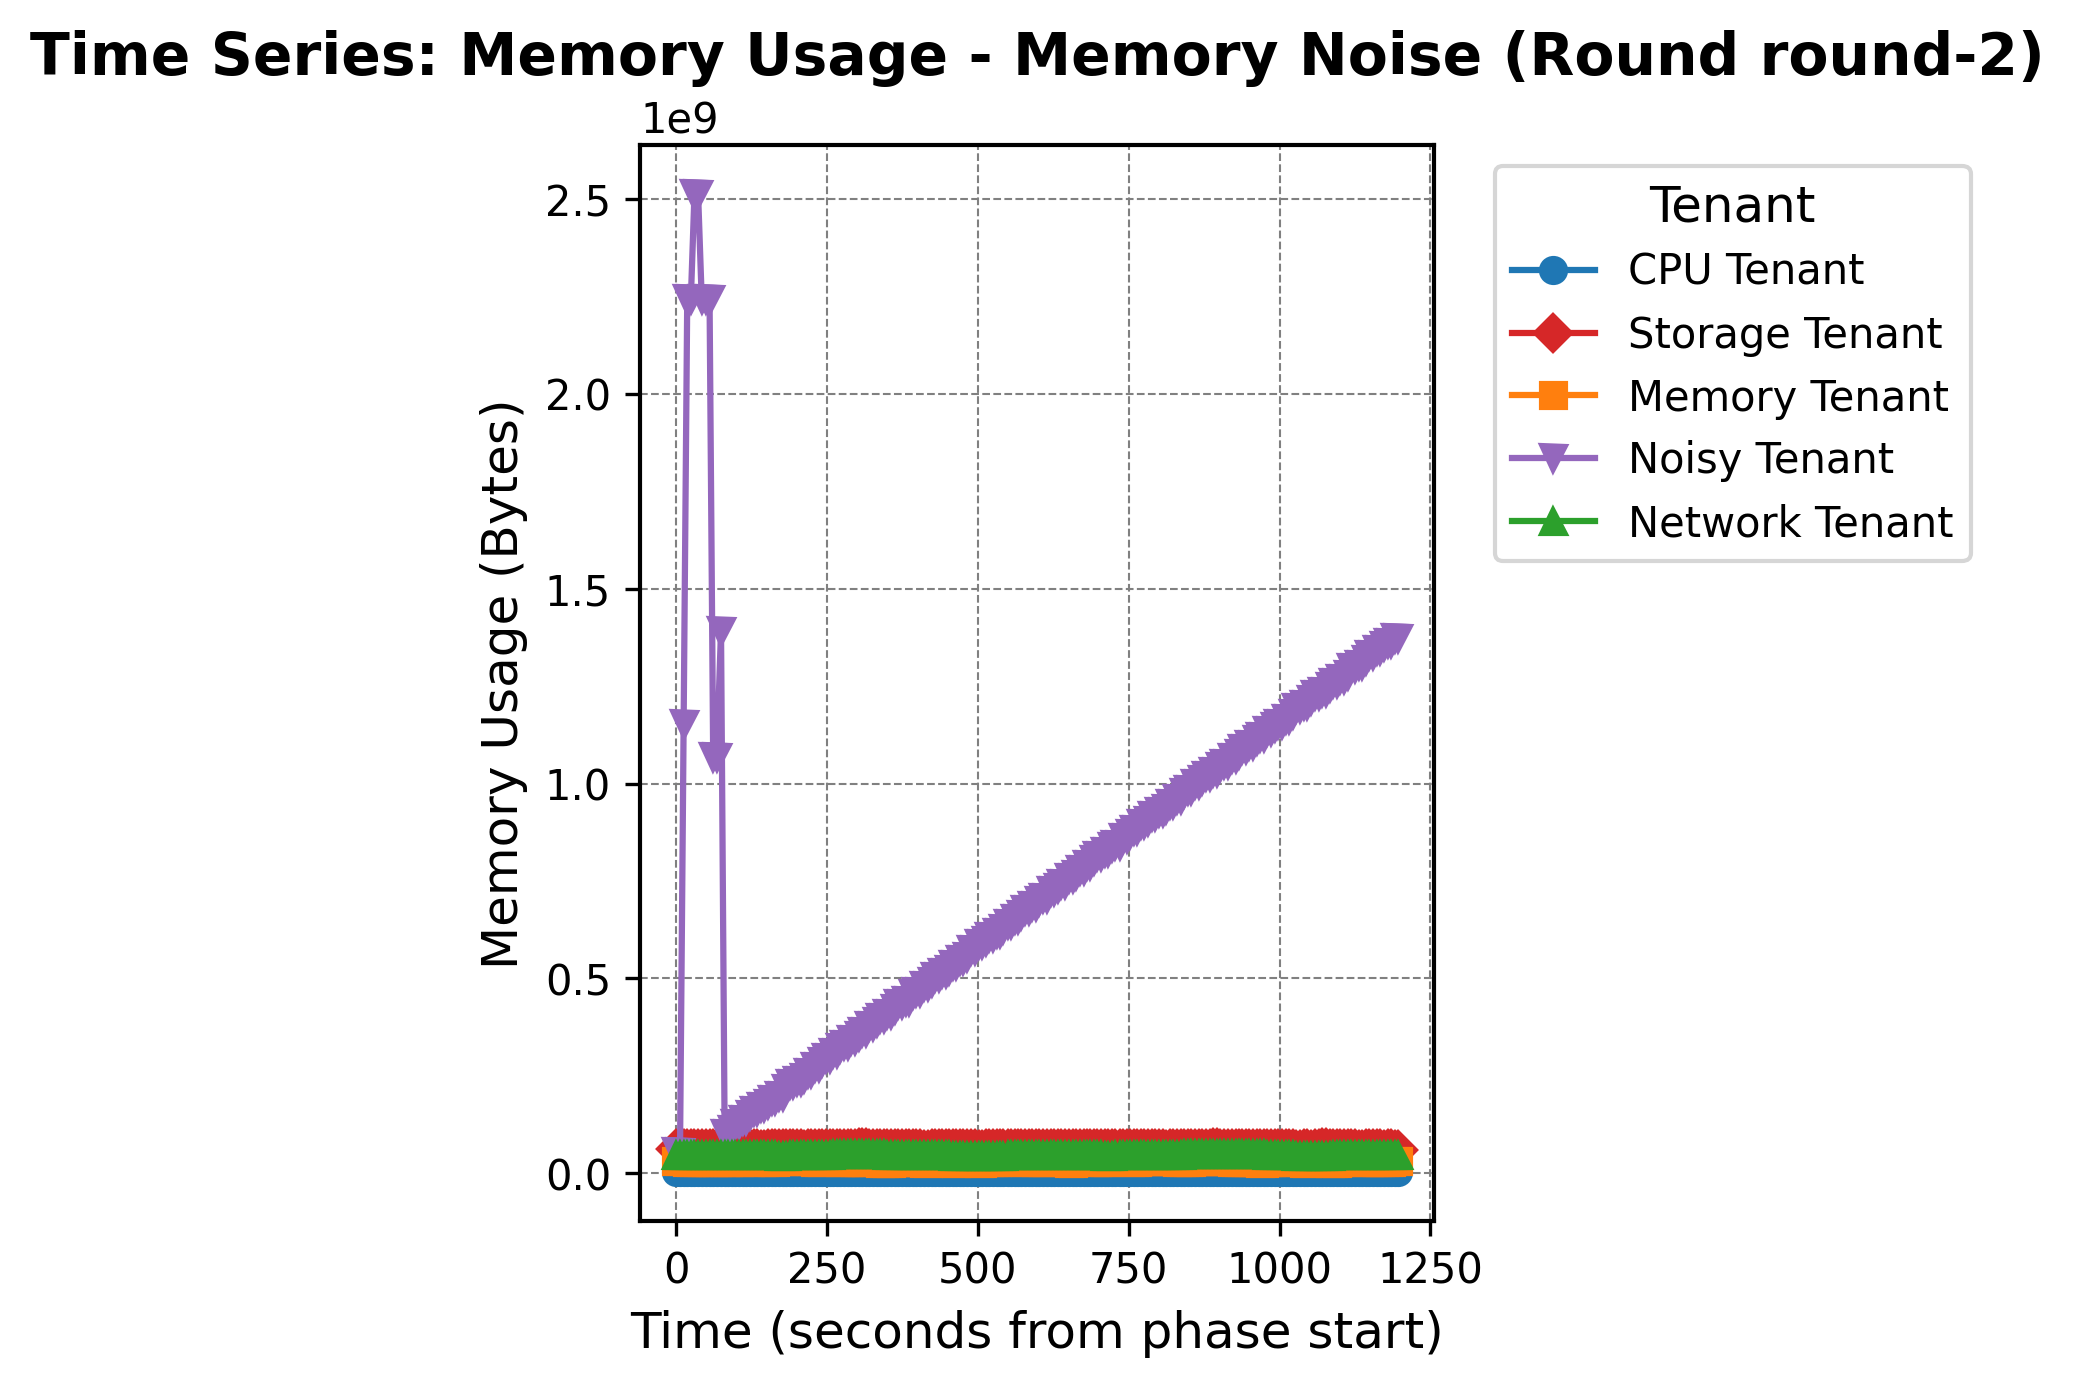 Time Series: Memory Usage - Memory Noise (Round round-2)
1e9
2.5
2.0
1.5
1.0
0.5
0.0
Memory Usage (Bytes)
0 250 500 750 1000 1250
Time (seconds from phase start)
Tenant
CPU Tenant
Storage Tenant
Memory Tenant
Noisy Tenant
Network Tenant